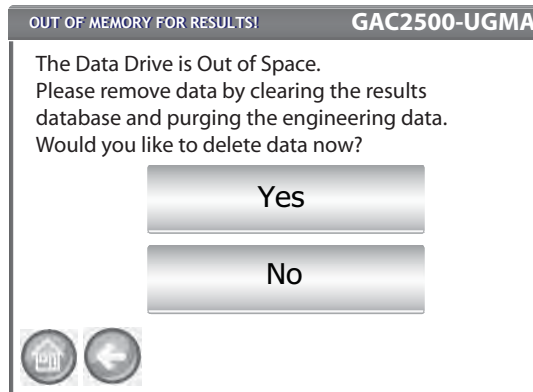 OUT OF MEMORY FOR RESULTS! GAC2500-UGMA
The Data Drive is Out of Space.
Please remove data by clearing the results
database and purging the engineering data.
Would you like to delete data now?
Yes
No